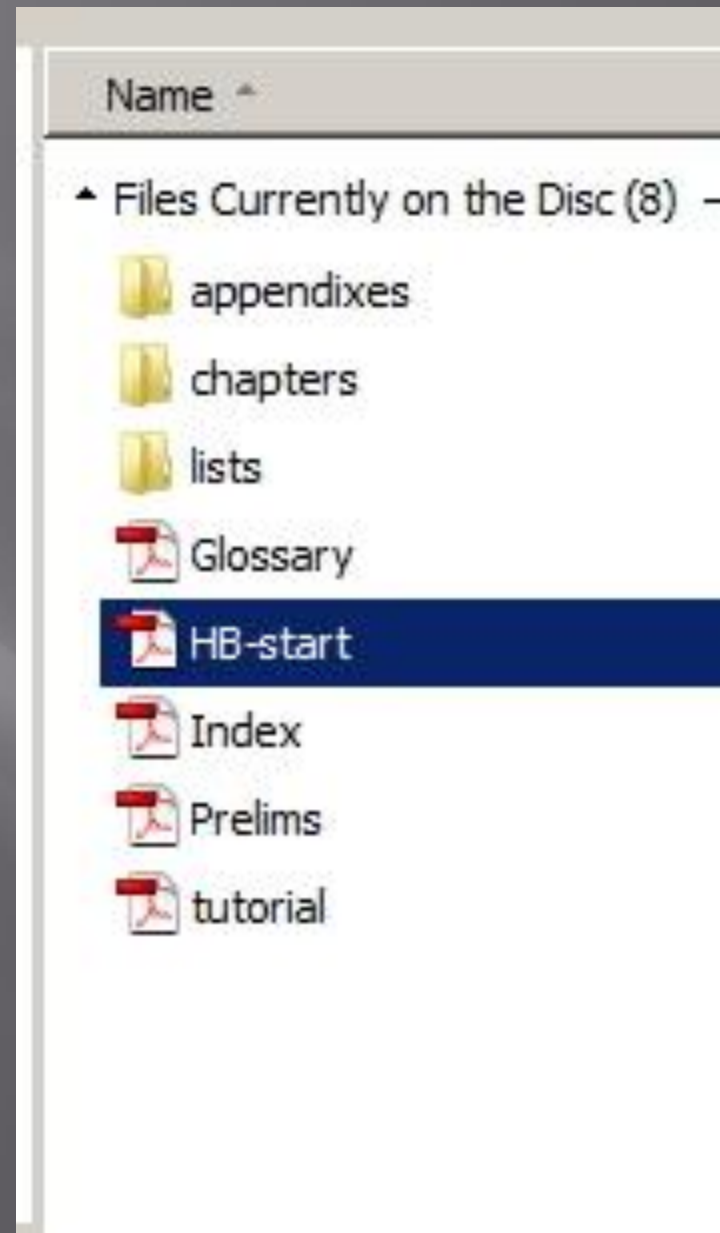 Name
Files Currently on the Disc (8)
appendixes
chapters
lists
Glossary
HB-start
Index
Prelims
tutorial